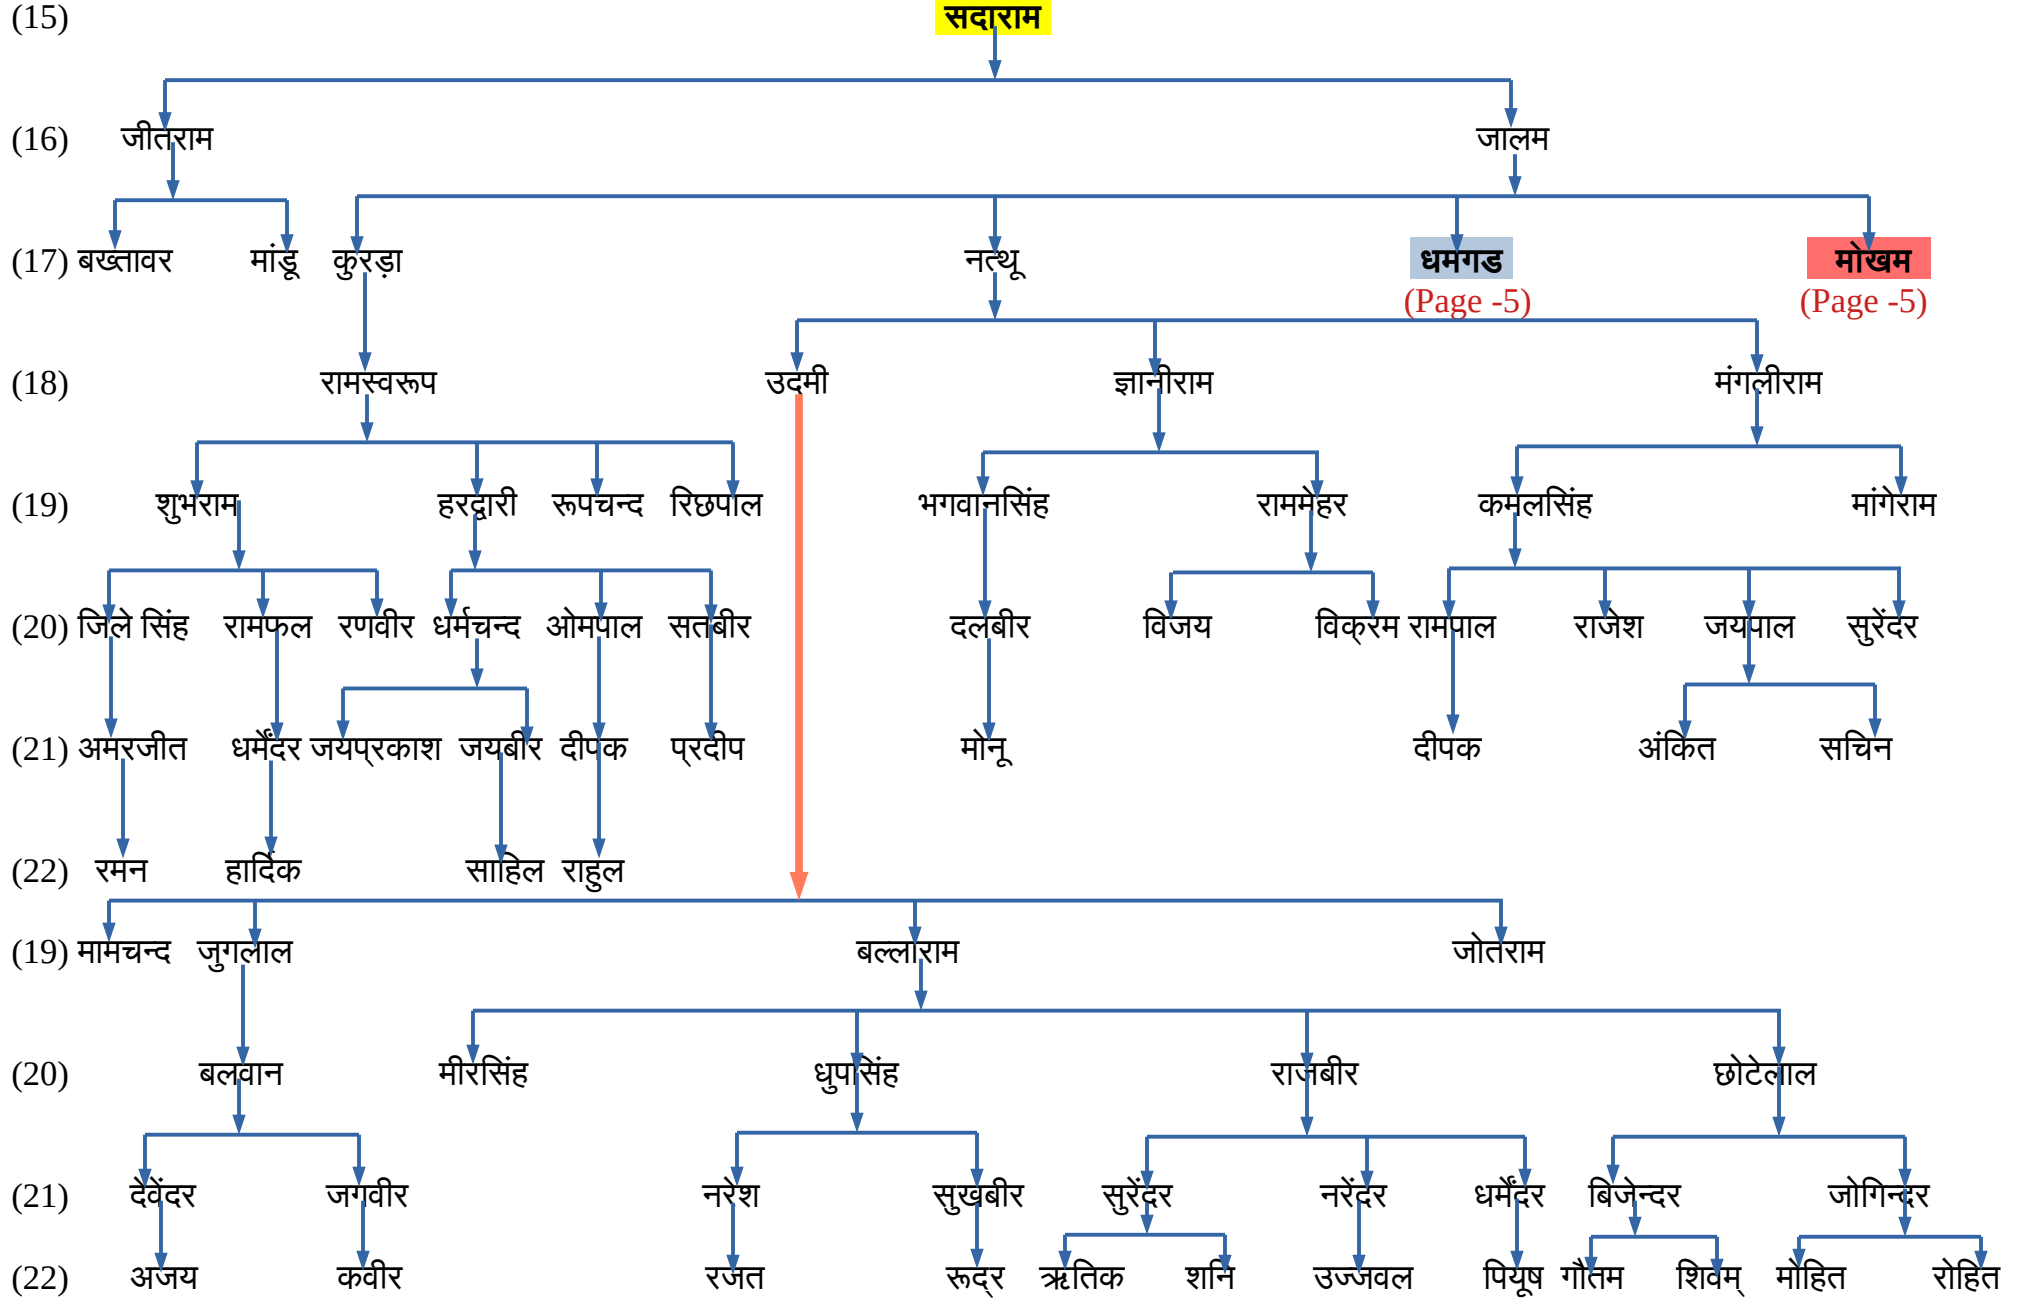 (15) सदाराम
(16) जीतराम जालम
(17) बख्तावर मांडू कुरड़ा नत्थू धमगड मोखम
(Page -5) (Page -5)
(18) रामस्वरूप उदमी ज्ञानीराम मंगलीराम
(19) शुभराम हरद्वारी रूपचन्द रिछपाल भगवानसिंह राममेहर कमलसिंह मांगेराम
(20) जिले सिंह रामफल रणवीर धर्मचन्द ओमपाल सतबीर दलबीर विजय विक्रम रामपाल राजेश जयपाल सुरेंदर
(21) अमरजीत धर्मेंदर जयप्रकाश जयबीर दीपक प्रदीप मोनू दीपक अंकित सचिन
(22) रमन हार्दिक साहिल राहुल
(19) मामचन्द जुगलाल बल्लाराम जोतराम
(20) बलवान मीरसिंह धुपसिंह राजबीर छोटेलाल
(21) देवेंदर जगवीर नरेश सुखबीर सुरेंदर नरेंदर धर्मेंदर बिजेन्दर जोगिन्दर
(22) अजय कवीर रजत रूद्र ऋतिक शनि उज्जवल पियूष गौतम शिवम् मोहित रोहित